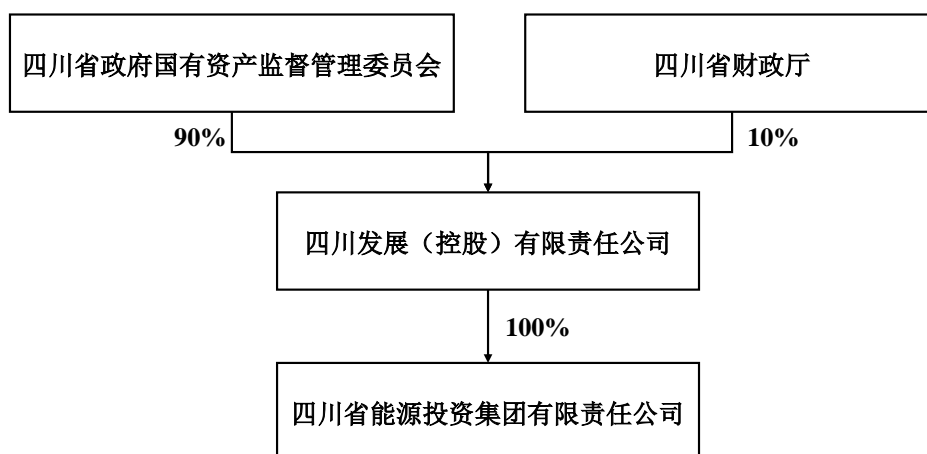 四川省政府国有资产监督管理委员会
四川省财政厅
90%
10%
四川发展（控股）有限责任公司
100%
四川省能源投资集团有限责任公司